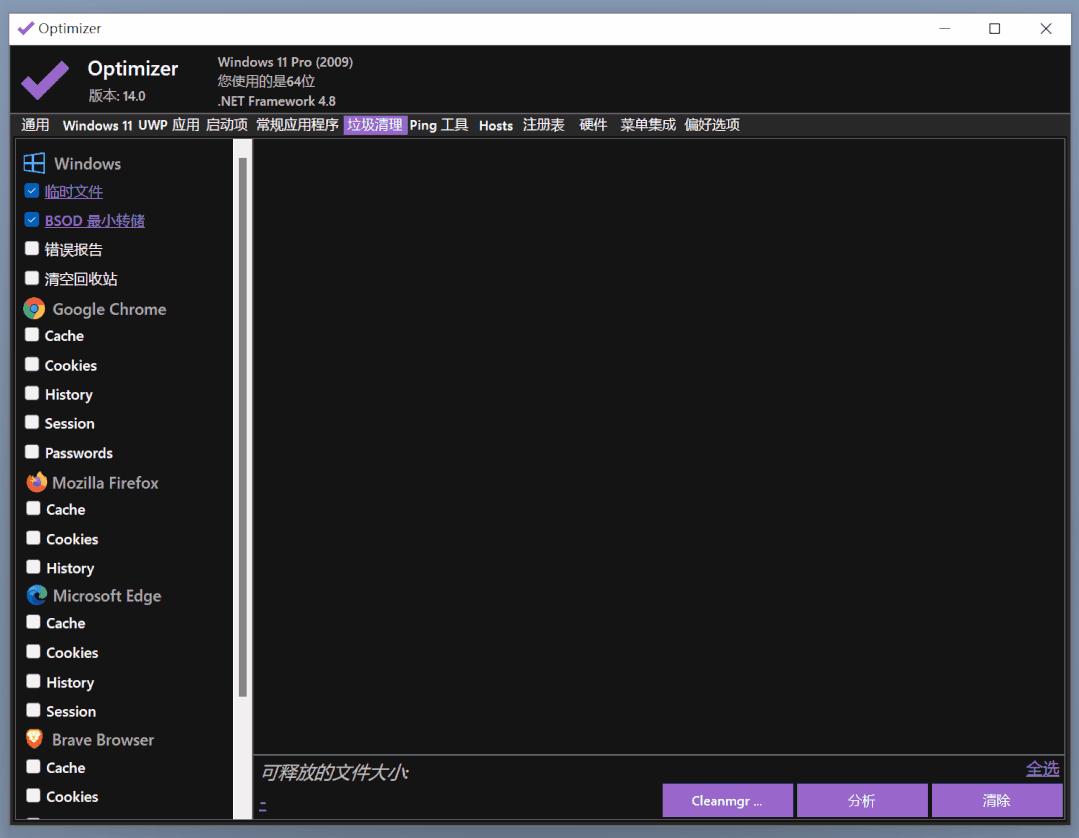 Optimizer
Optimizer
版本: 14.0
Windows 11 Pro (2009)
您使用的是64位
.NET Framework 4.8
通用 Windows 11 UWP 应用 启动项 常规应用程序 垃圾清理 Ping 工具 Hosts 注册表 硬件 菜单集成 偏好选项
Windows
临时文件
BSOD 最小转储
错误报告
清空回收站
Google Chrome
Cache
Cookies
History
Session
Passwords
Mozilla Firefox
Cache
Cookies
History
Microsoft Edge
Cache
Cookies
History
Session
Brave Browser
Cache
Cookies
可释放的文件大小:
-
全选
Cleanmgr ...
分析
清除